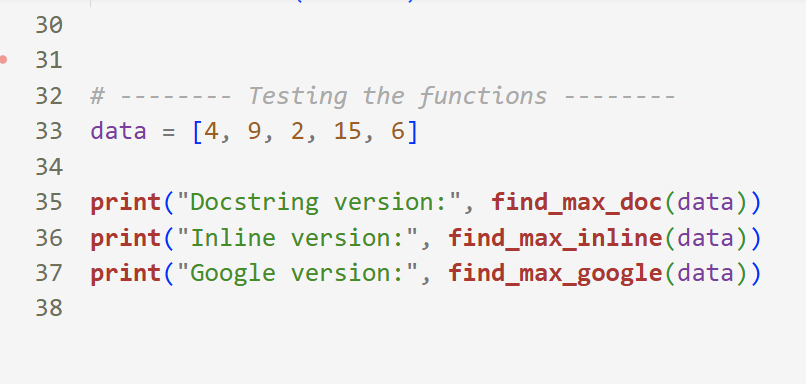 30
31
32 # -------- Testing the functions --------
33 data = [4, 9, 2, 15, 6]
34
35 print("Docstring version:", find_max_doc(data))
36 print("Inline version:", find_max_inline(data))
37 print("Google version:", find_max_google(data))
38